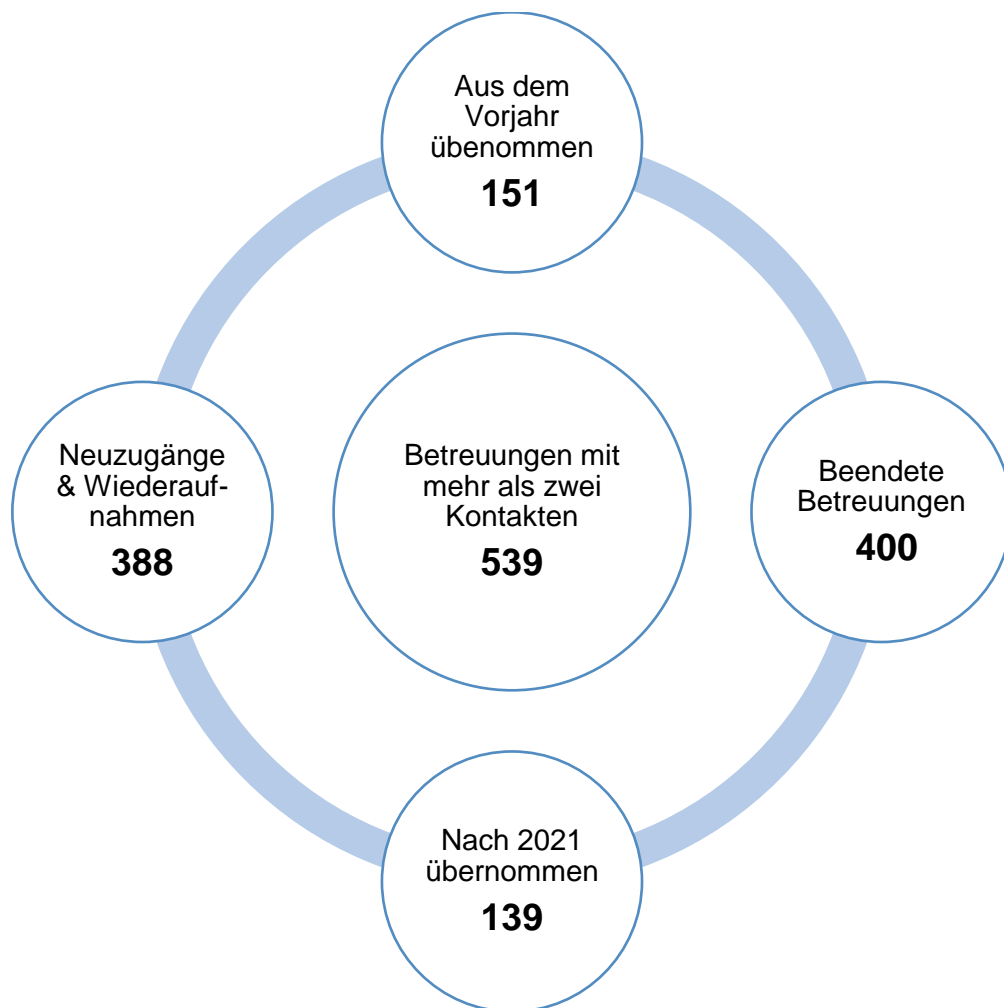 Aus dem
Vorjahr
übenommen
151
Neuzugänge
& Wiederauf-
nahmen
388
Betreuungen mit
mehr als zwei
Kontakten
539
Beendete
Betreuungen
400
Nach 2021
übernommen
139